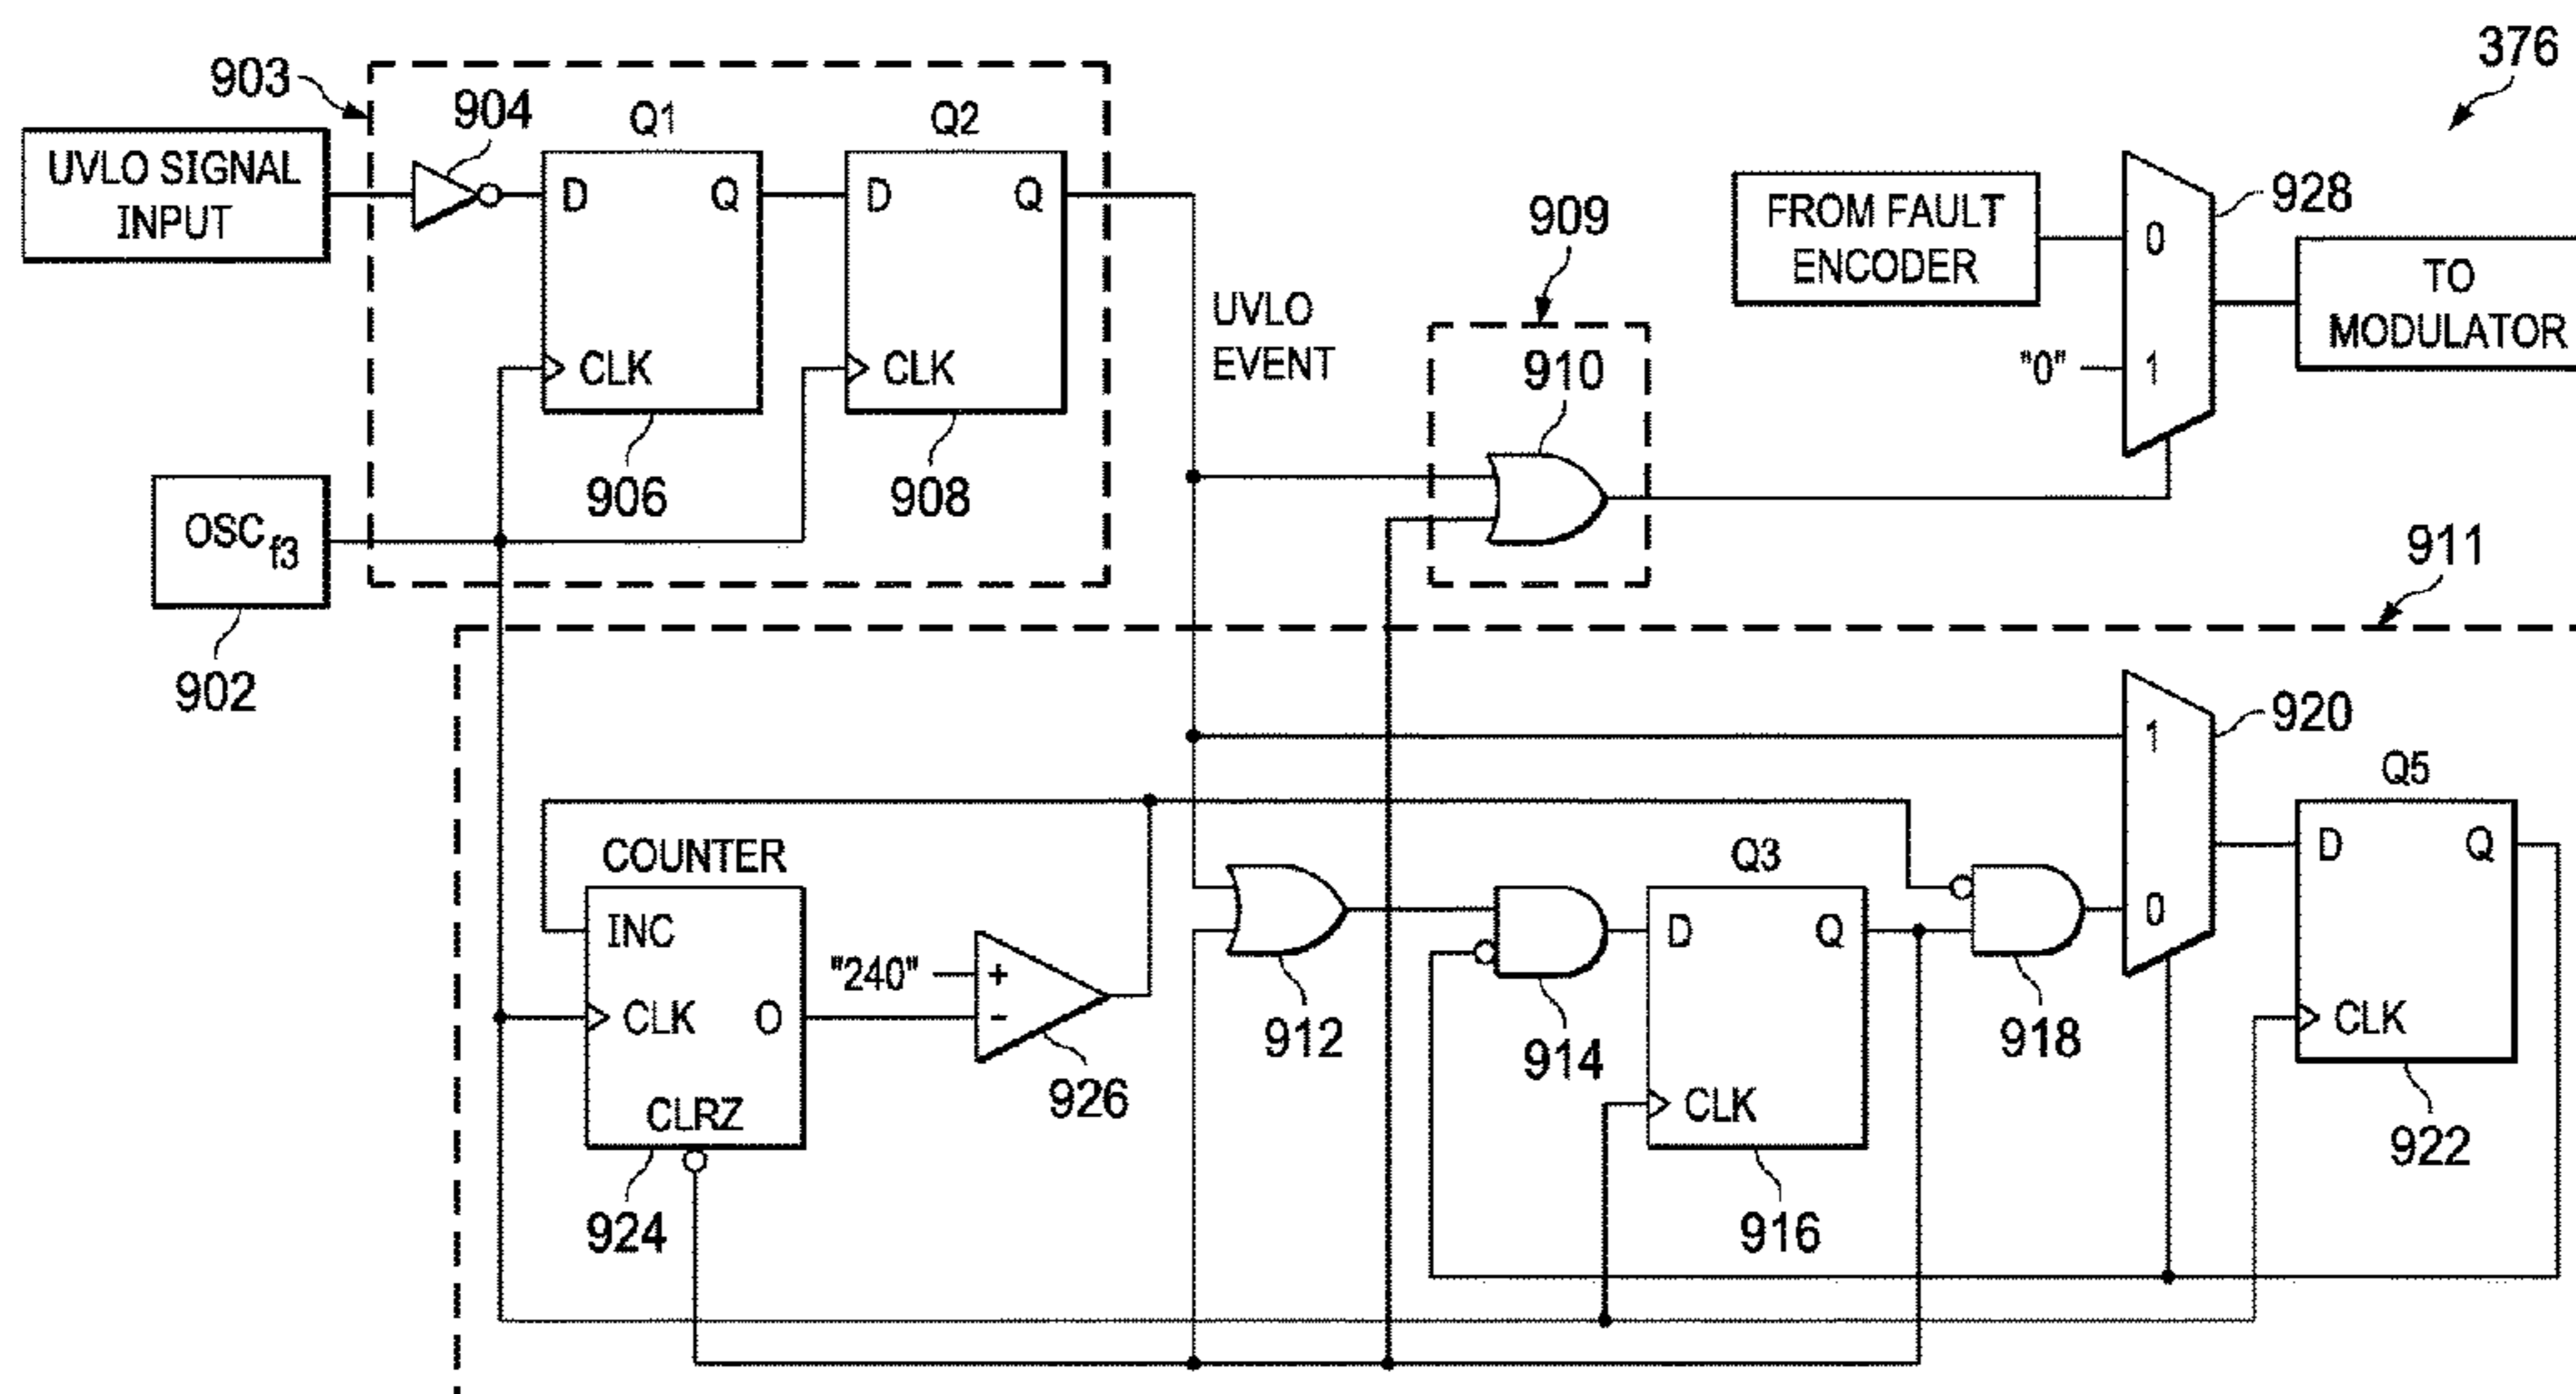 376
903
904
Q1
Q2
UVLO SIGNAL
INPUT
D
Q
D
Q
928
909
FROM FAULT
ENCODER
0
TO
MODULATOR
UVLO
EVENT
CLK
CLK
910
"0"
1
906
908
OSCf3
911
902
920
1
Q5
COUNTER
Q3
D
Q
INC
D
Q
0
"240"
+
-
CLK
O
912
914
918
CLK
926
CLRZ
CLK
922
924
916